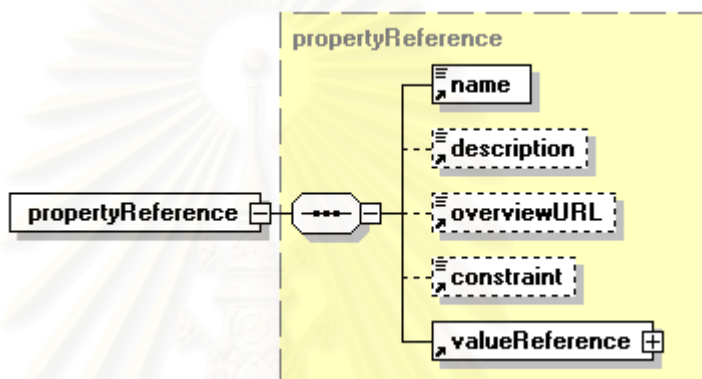 propertyReference
name
description
overviewURL
propertyReference
constraint
valueReference